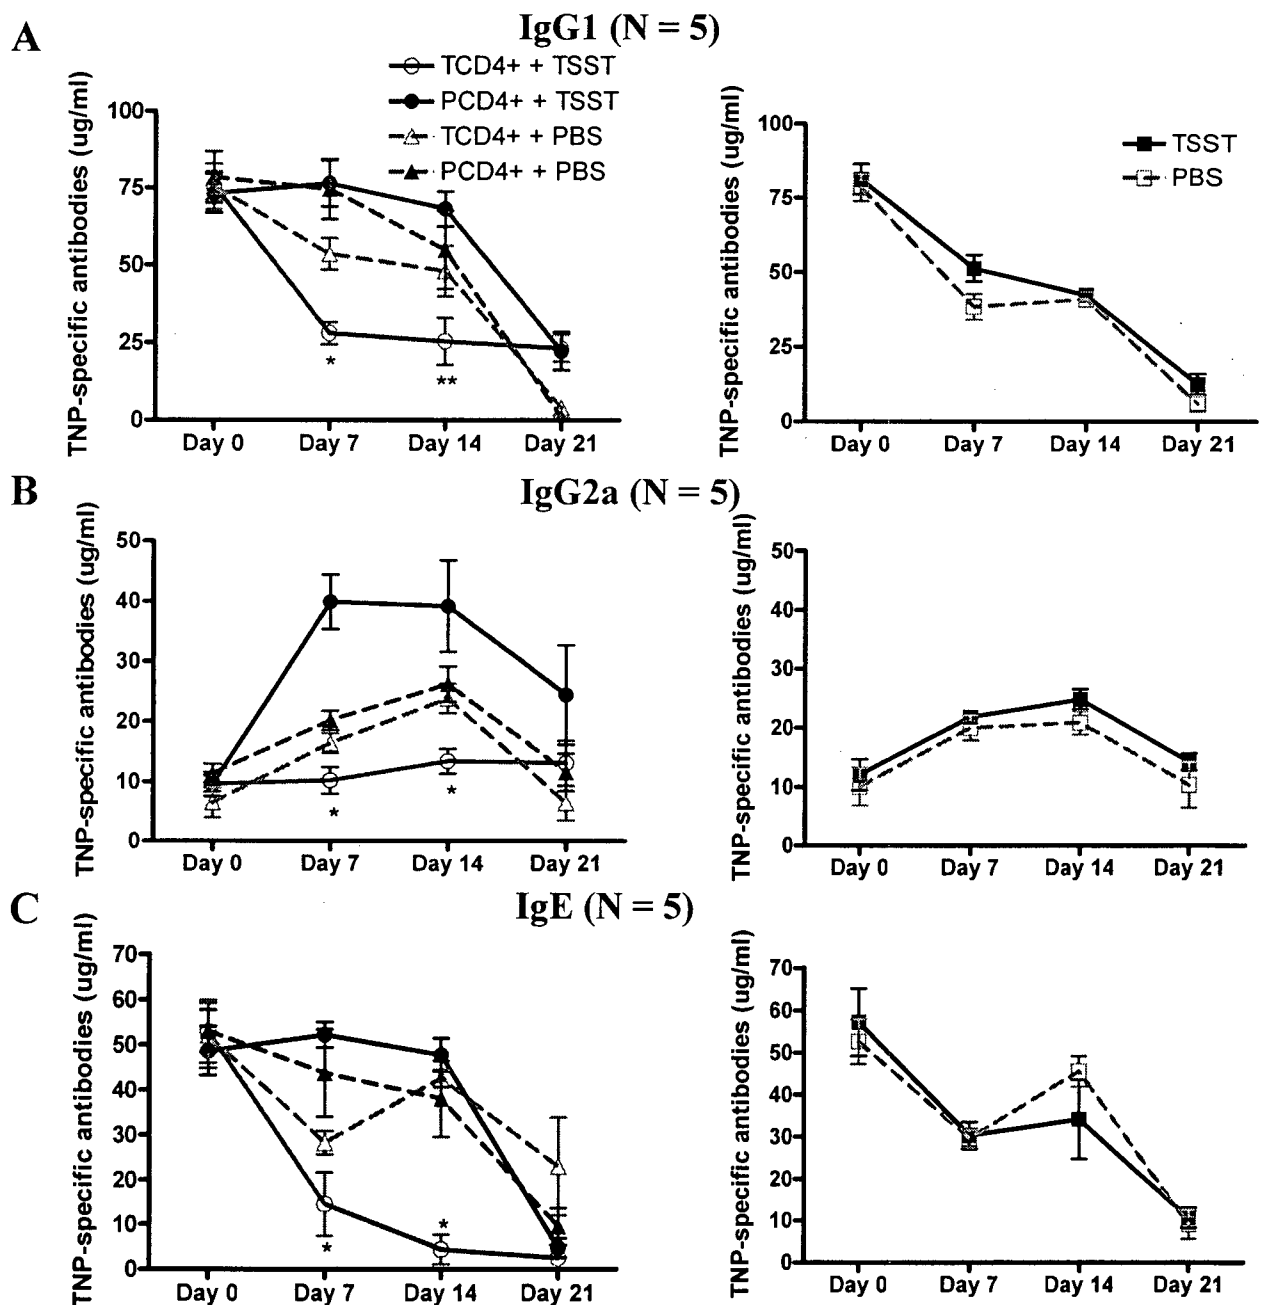 A
IgG1 (N = 5)
TCD4+ + TSST
PCD4+ + TSST
TCD4+ + PBS
PCD4+ + PBS
TNP-specific antibodies (ug/ml)
100
75
50
25
0
Day 0 Day 7 Day 14 Day 21
*
**
TNP-specific antibodies (ug/ml)
100
75
50
25
0
Day 0 Day 7 Day 14 Day 21
TSST
PBS
B
IgG2a (N = 5)
TNP-specific antibodies (ug/ml)
50
40
30
20
10
0
Day 0 Day 7 Day 14 Day 21
*
*
TNP-specific antibodies (ug/ml)
50
40
30
20
10
0
Day 0 Day 7 Day 14 Day 21
C
IgE (N = 5)
TNP-specific antibodies (ug/ml)
70
60
50
40
30
20
10
0
Day 0 Day 7 Day 14 Day 21
*
*
TNP-specific antibodies (ug/ml)
70
60
50
40
30
20
10
0
Day 0 Day 7 Day 14 Day 21